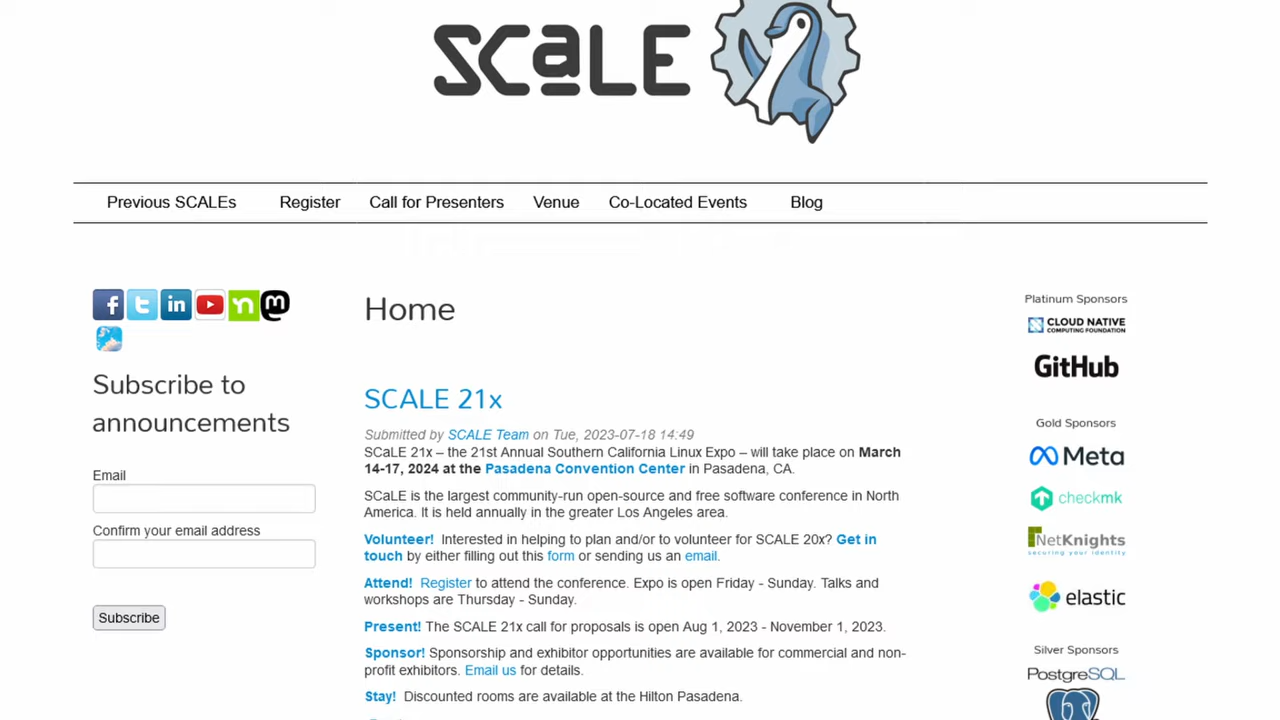 SCaLE
Previous SCALEs
Register
Call for Presenters
Venue
Co-Located Events
Blog
Subscribe to
announcements
Email
Confirm your email address
Subscribe
Home
SCALE 21x
Submitted by SCALE Team on Tue, 2023-07-18 14:49
SCaLE 21x – the 21st Annual Southern California Linux Expo – will take place on March
14-17, 2024 at the Pasadena Convention Center in Pasadena, CA.
SCaLE is the largest community-run open-source and free software conference in North
America. It is held annually in the greater Los Angeles area.
Volunteer! Interested in helping to plan and/or to volunteer for SCALE 20x? Get in
touch by either filling out this form or sending us an email.
Attend! Register to attend the conference. Expo is open Friday - Sunday. Talks and
workshops are Thursday - Sunday.
Present! The SCALE 21x call for proposals is open Aug 1, 2023 - November 1, 2023.
Sponsor! Sponsorship and exhibitor opportunities are available for commercial and non-
profit exhibitors. Email us for details.
Stay! Discounted rooms are available at the Hilton Pasadena.
Platinum Sponsors
CLOUD NATIVE
COMPUTING FOUNDATION
GitHub
Gold Sponsors
Meta
checkmk
NetKnights
securing your identity
elastic
Silver Sponsors
PostgreSQL